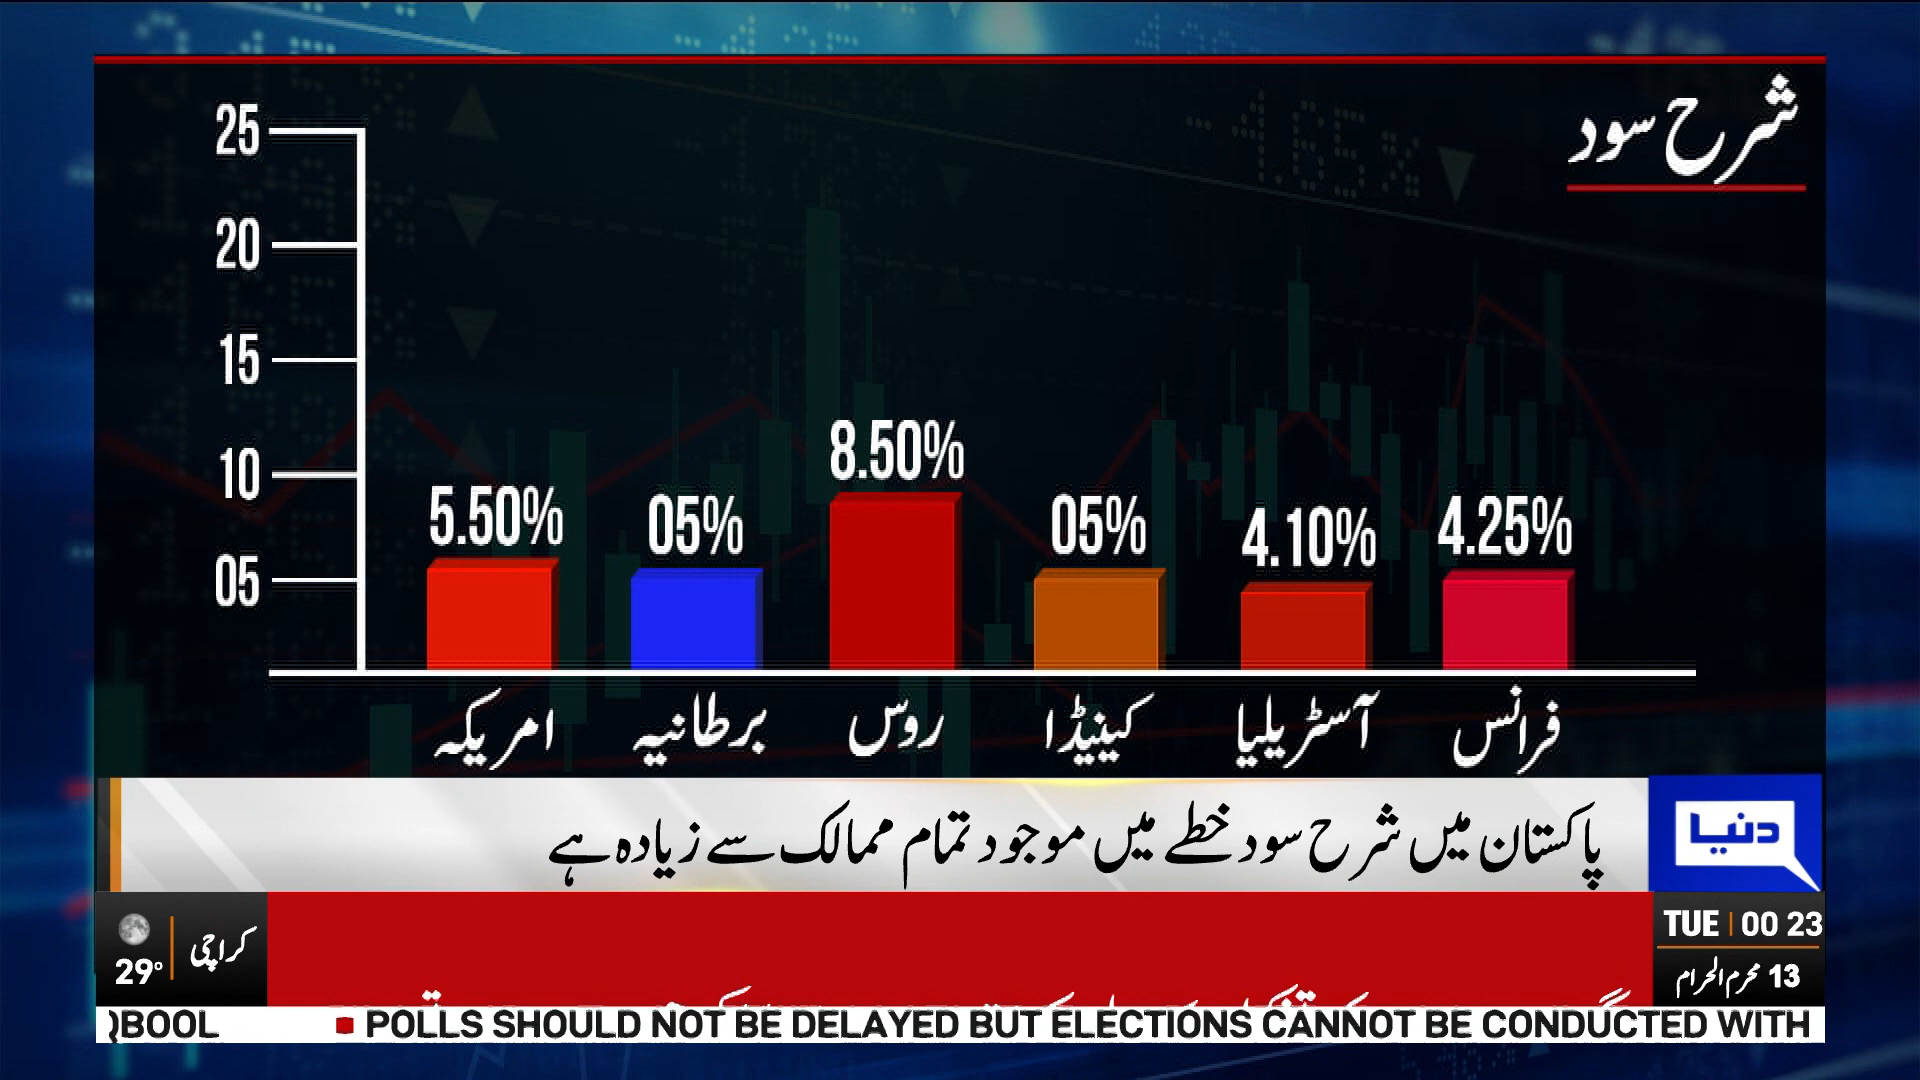 شرح سود
25
20
15
10
05
5.50%
05%
8.50%
05%
4.10%
4.25%
امریکہ
برطانیہ
روس
کینیڈا
آسٹریلیا
فرانس
پاکستان میں شرح سود خطے میں موجود تمام ممالک سے زیادہ ہے
دنیا
کراچی
29°
TUE 00 23
13 محرم الحرام
QBOOL ■ POLLS SHOULD NOT BE DELAYED BUT ELECTIONS CANNOT BE CONDUCTED WITH